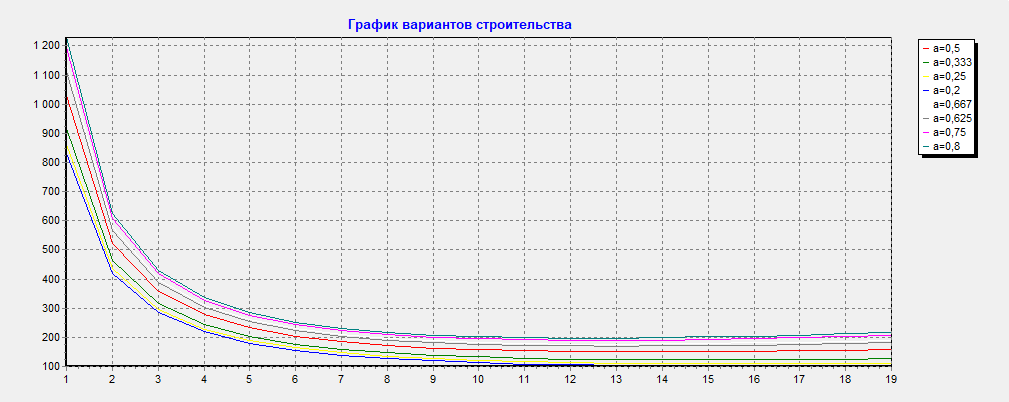 График вариантов строительства
1 200
1 100
1 000
900
800
700
600
500
400
300
200
100
1 2 3 4 5 6 7 8 9 10 11 12 13 14 15 16 17 18 19
a=0,5
a=0,333
a=0,25
a=0,2
a=0,667
a=0,625
a=0,75
a=0,8